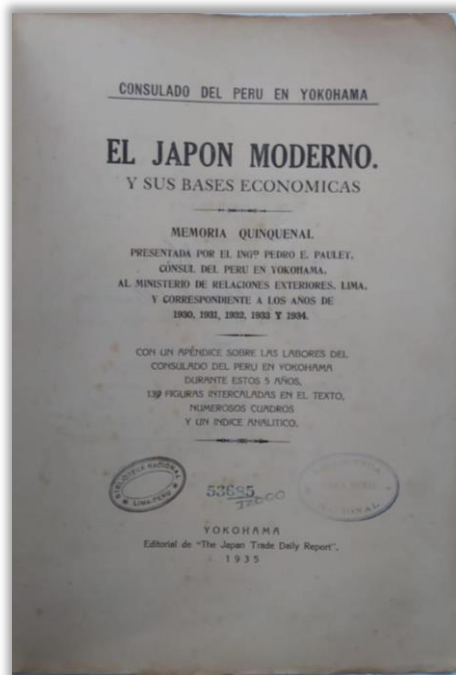 CONSULADO DEL PERU EN YOKOHAMA
EL JAPON MODERNO.
Y SUS BASES ECONOMICAS
MEMORIA QUINQUENAL
PRESENTADA POR EL INGº PEDRO E. PAULET,
CÓNSUL DEL PERU EN YOKOHAMA,
AL MINISTERIO DE RELACIONES EXTERIORES, LIMA,
Y CORRESPONDIENTE A LOS AÑOS DE
1930, 1931, 1932, 1933 Y 1934.
CON UN APÉNDICE SOBRE LAS LABORES DEL
CONSULADO DEL PERU EN YOKOHAMA
DURANTE ESTOS 5 AÑOS,
FIGURAS INTERCALADAS EN EL TEXTO,
NUMEROSOS CUADROS
Y UN INDICE ANALITICO.
BIBLIOTECA NACIONAL
LIMA-PERU
NACIONAL
YOKOHAMA
Editorial de "The Japan Trade Daily Report".
1935